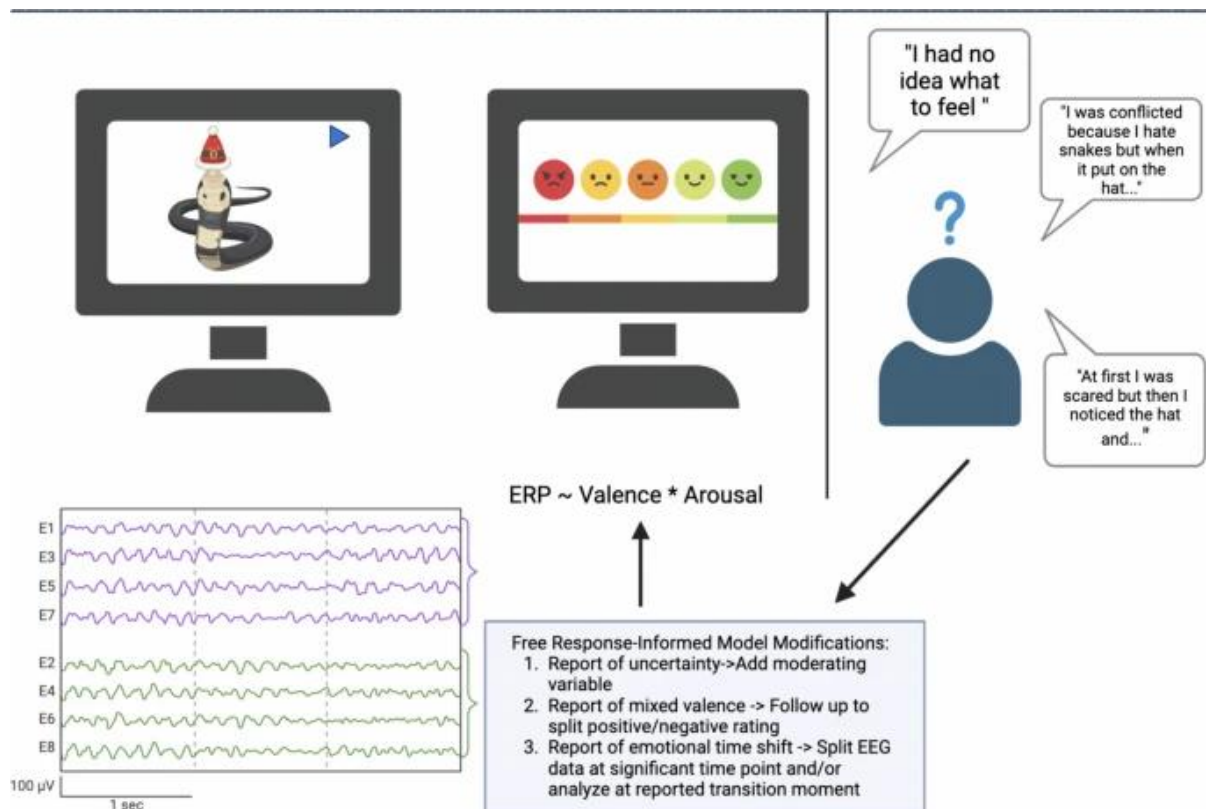 "I had no
idea what
to feel "
"I was conflicted
because I hate
snakes but when
it put on the
hat..."
?
"At first I was
scared but then I
noticed the hat
and..."
ERP ~ Valence * Arousal
E1
E3
E5
E7
E2
E4
E6
E8
100 µV
1 sec
Free Response-Informed Model Modifications:
1. Report of uncertainty->Add moderating
variable
2. Report of mixed valence -> Follow up to
split positive/negative rating
3. Report of emotional time shift -> Split EEG
data at significant time point and/or
analyze at reported transition moment